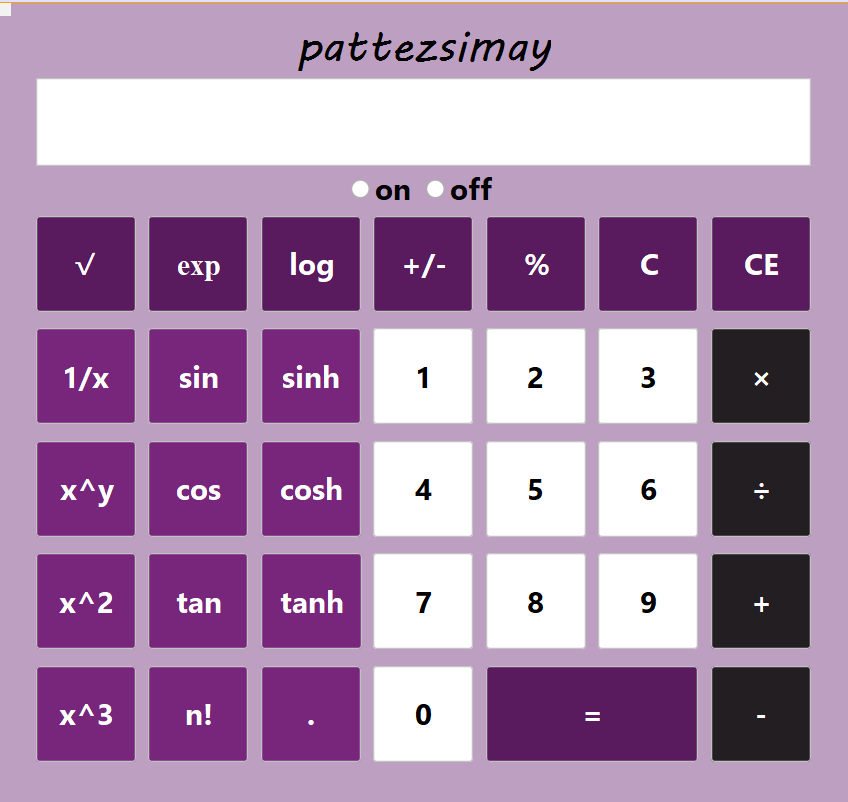 pattezsimay
on off
√ exp log +/- % C CE
1/x sin sinh 1 2 3 ×
x^y cos cosh 4 5 6 ÷
x^2 tan tanh 7 8 9 +
x^3 n! . 0 = -